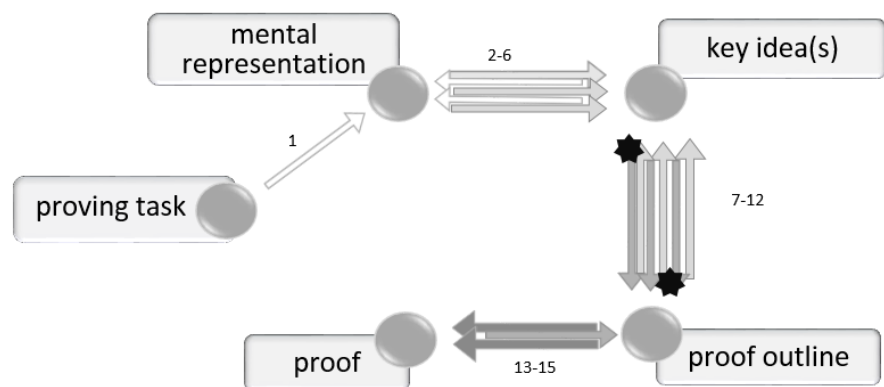 mental
representation
2-6
key idea(s)
1
proving task
7-12
proof
13-15
proof outline